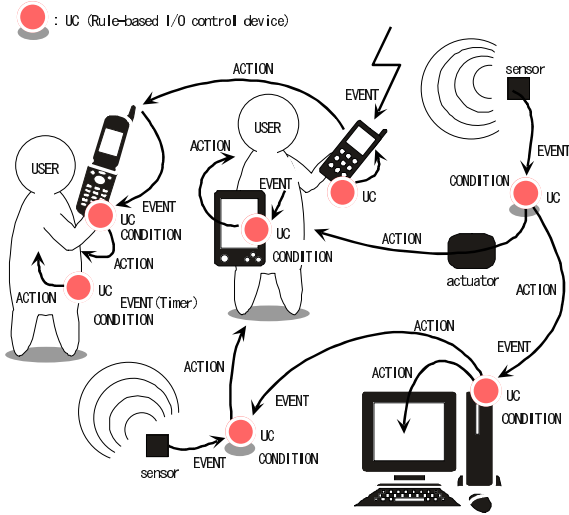 : UC (Rule-based I/O control device)
ACTION
sensor
EVENT
USER
ACTION
EVENT
USER
CONDITION
EVENT
UC
UC
EVENT
UC
CONDITION
UC
ACTION
ACTION
CONDITION
ACTION
actuator
ACTION
UC
EVENT(Timer)
CONDITION
ACTION
EVENT
ACTION
ACTION
EVENT
UC
CONDITION
UC
EVENT
CONDITION
sensor